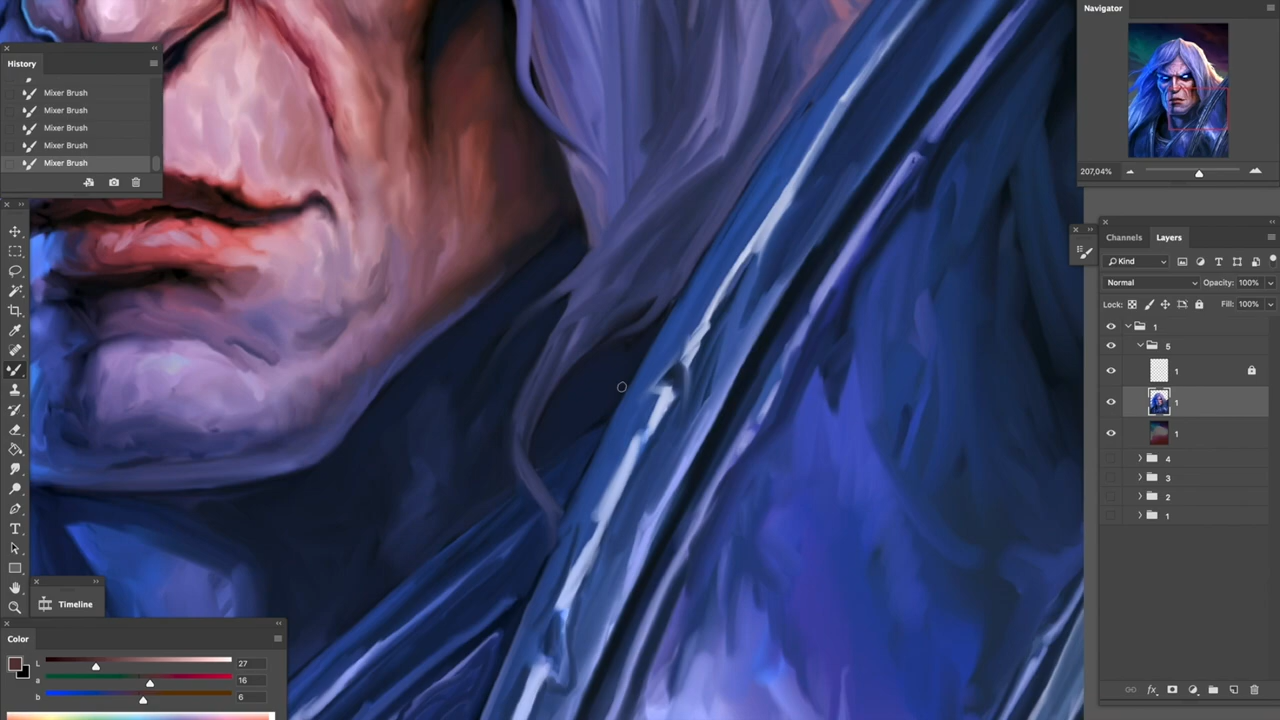 History
Mixer Brush
Mixer Brush
Mixer Brush
Mixer Brush
Mixer Brush
Timeline
Color
L 27
a 16
b 6
Navigator
207,04%
Channels Layers
Kind
Normal Opacity: 100%
Lock: Fill: 100%
1
5
1
1
1
4
3
2
1